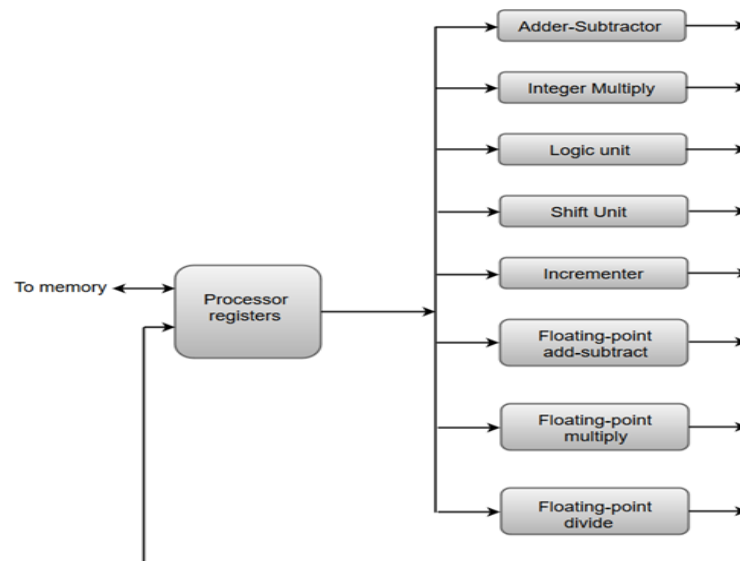 Adder-Subtractor
Integer Multiply
Logic unit
Shift Unit
Incrementer
To memory
Processor
registers
Floating-point
add-subtract
Floating-point
multiply
Floating-point
divide